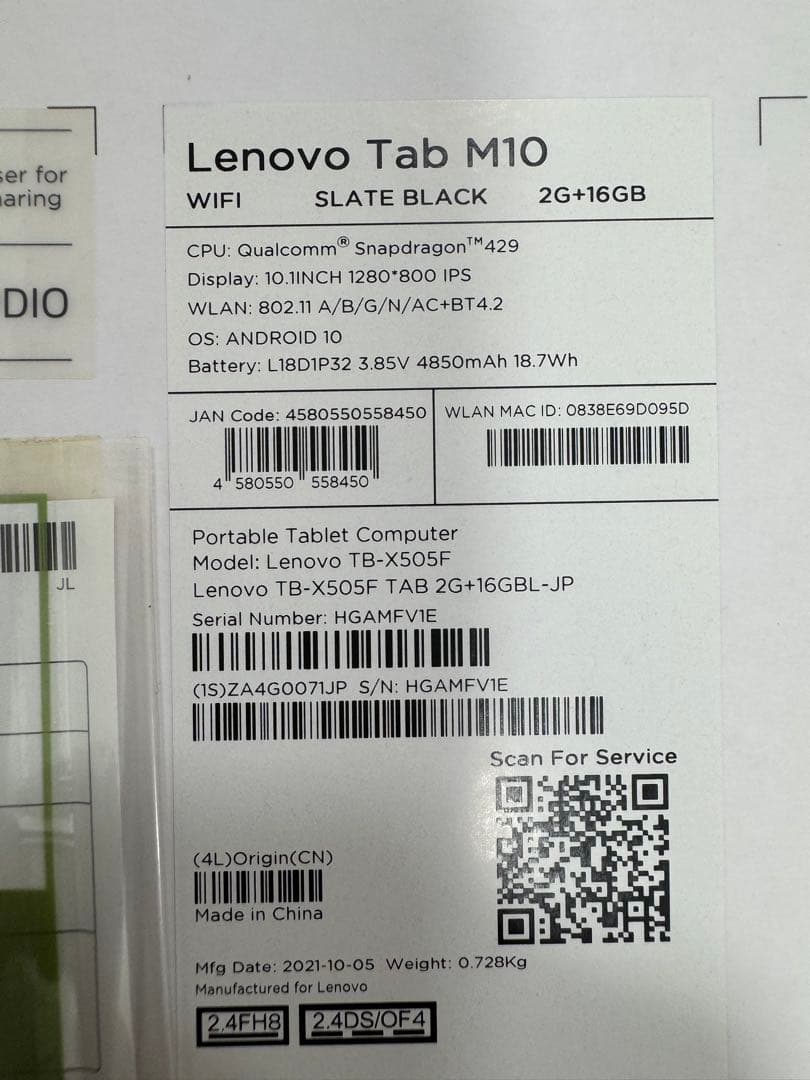 ser for
aring
DIO
JL
Lenovo Tab M10
WIFI SLATE BLACK 2G+16GB
CPU: Qualcomm® Snapdragon™429
Display: 10.1INCH 1280*800 IPS
WLAN: 802.11 A/B/G/N/AC+BT4.2
OS: ANDROID 10
Battery: L18D1P32 3.85V 4850mAh 18.7Wh
JAN Code: 4580550558450
4 580550 558450
WLAN MAC ID: 0838E69D095D
Portable Tablet Computer
Model: Lenovo TB-X505F
Lenovo TB-X505F TAB 2G+16GBL-JP
Serial Number: HGAMFV1E
(1S)ZA4G0071JP S/N: HGAMFV1E
Scan For Service
(4L)Origin(CN)
Made in China
Mfg Date: 2021-10-05 Weight: 0.728Kg
Manufactured for Lenovo
2.4FH8 2.4DS/OF4